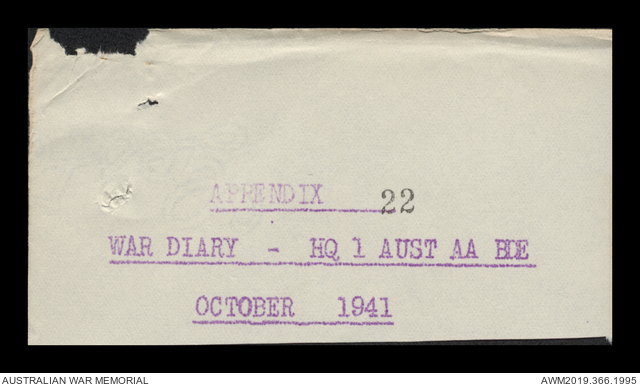 APPENDIX 22
WAR DIARY - HQ 1 AUST AA BDE
OCTOBER 1941
AUSTRALIAN WAR MEMORIAL AWM2019.366.1995